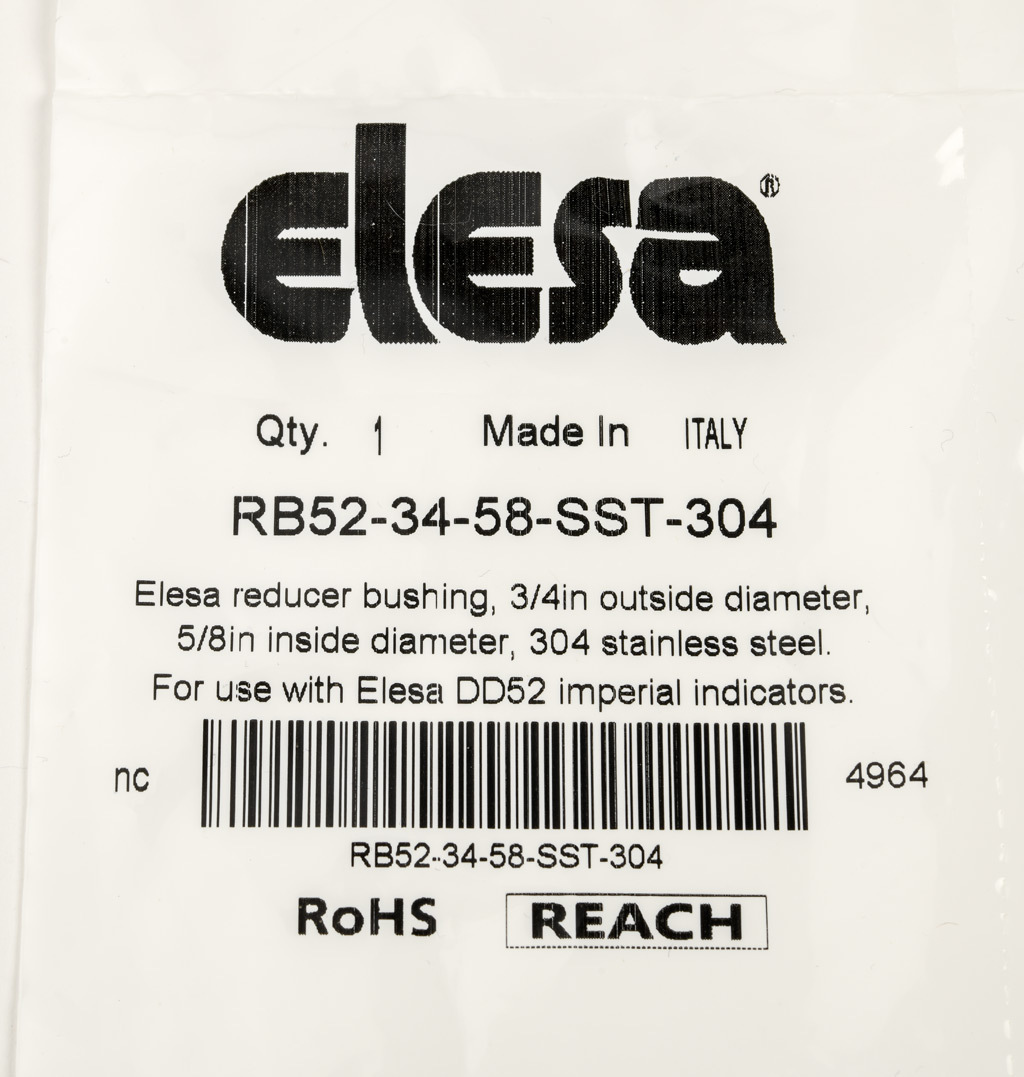 elesa®
Qty. 1 Made In ITALY
RB52-34-58-SST-304
Elesa reducer bushing, 3/4in outside diameter,
5/8in inside diameter, 304 stainless steel.
For use with Elesa DD52 imperial indicators.
nc 4964
RB52-34-58-SST-304
RoHS REACH